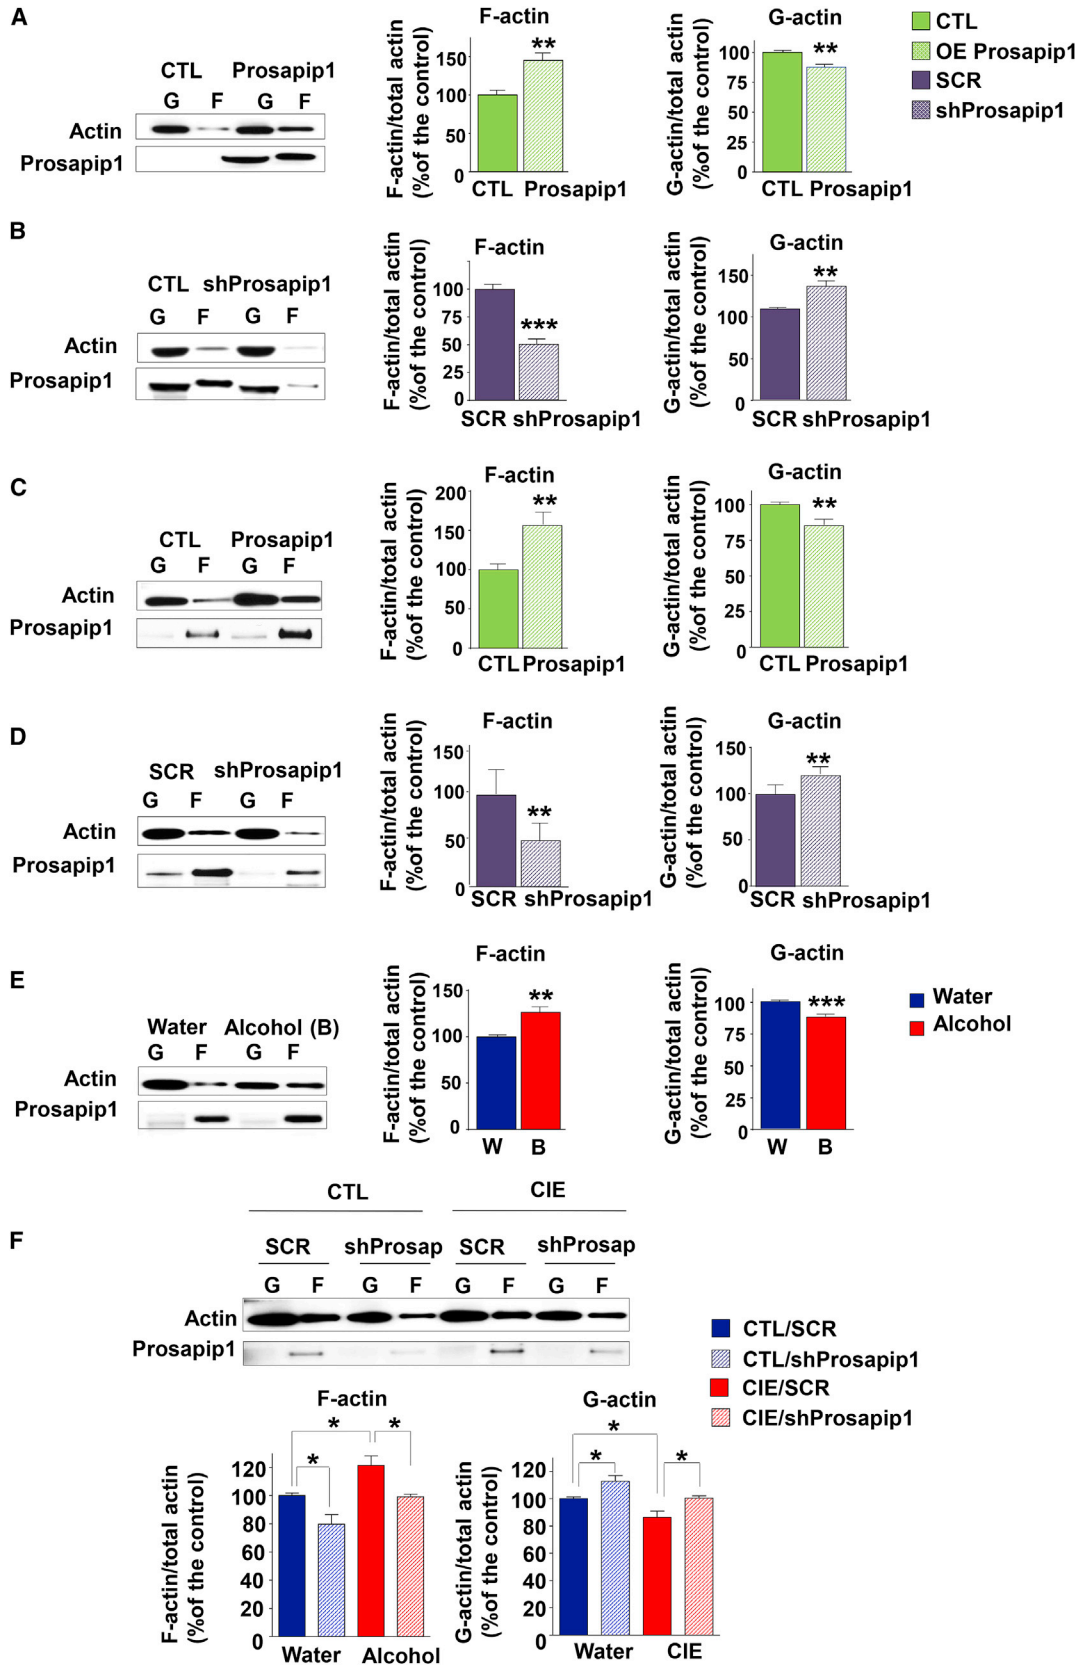 A
CTL Prosapip1
G F G F
Actin
Prosapip1
F-actin
F-actin/total actin
(%of the control)
150
100
50
0
**
CTL Prosapip1
G-actin
G-actin/total actin
(%of the control)
100
75
50
25
0
**
CTL Prosapip1
CTL
OE Prosapip1
SCR
shProsapip1
B
CTL shProsapip1
G F G F
Actin
Prosapip1
F-actin
F-actin/total actin
(%of the control)
100
75
50
25
0
***
SCR shProsapip1
G-actin
G-actin/total actin
(%of the control)
150
100
50
0
**
SCR shProsapip1
C
CTL Prosapip1
G F G F
Actin
Prosapip1
F-actin
F-actin/total actin
(%of the control)
200
150
100
50
0
**
CTL Prosapip1
G-actin
G-actin/total actin
(%of the control)
100
75
50
25
0
**
CTL Prosapip1
D
SCR shProsapip1
G F G F
Actin
Prosapip1
F-actin
F-actin/total actin
(%of the control)
150
100
50
0
**
SCR shProsapip1
G-actin
G-actin/total actin
(%of the control)
150
100
50
0
**
SCR shProsapip1
E
Water Alcohol (B)
G F G F
Actin
Prosapip1
F-actin
F-actin/total actin
(%of the control)
150
100
50
0
**
W B
G-actin
G-actin/total actin
(%of the control)
100
75
50
25
0
***
W B
Water
Alcohol
F
CTL CIE
SCR shProsap SCR shProsap
G F G F G F G F
Actin
Prosapip1
CTL/SCR
CTL/shProsapip1
CIE/SCR
CIE/shProsapip1
F-actin
F-actin/total actin
(%of the control)
120
100
80
60
40
20
0
* * *
Water Alcohol
G-actin
G-actin/total actin
(%of the control)
120
100
80
60
40
20
0
* * *
Water CIE